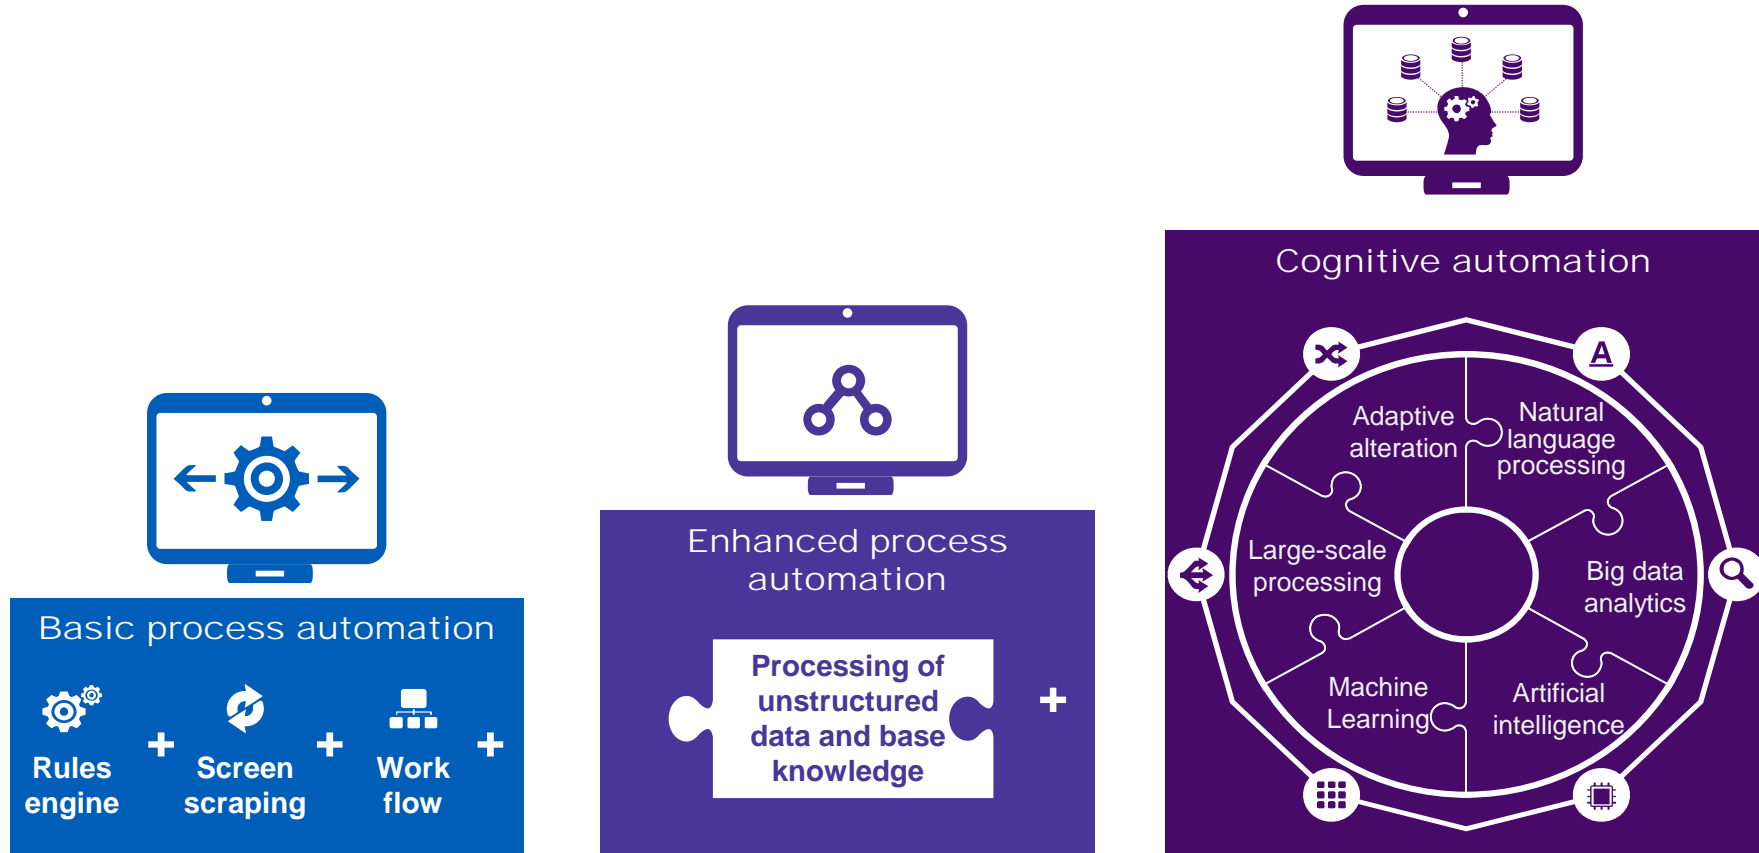 Basic process automation
Rules
engine
+
Screen
scraping
+
Work
flow
+
Enhanced process
automation
Processing of
unstructured
data and base
knowledge
+
Cognitive automation
A
Adaptive
alteration
Natural
language
processing
Large-scale
processing
Big data
analytics
Machine
Learning
Artificial
intelligence